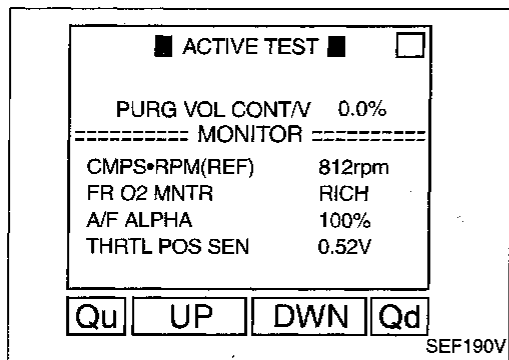 ACTIVE TEST
PURG VOL CONT/V 0.0%
========== MONITOR ==========
CMPS•RPM(REF) 812rpm
FR O2 MNTR RICH
A/F ALPHA 100%
THRTL POS SEN 0.52V
Qu UP DWN Qd
SEF190V